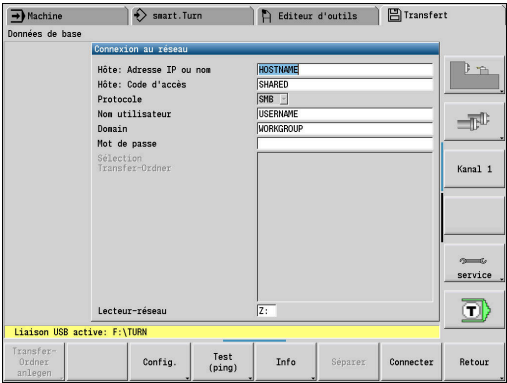 Machine
smart.Turn
Editeur d'outils
Transfert
Données de base
Connexion au réseau
Hôte: Adresse IP ou nom HOSTNAME
Hôte: Code d'accès SHARED
Protocole SMB
Nom utilisateur USERNAME
Domain WORKGROUP
Mot de passe
Sélection
Transfer-Ordner
Lecteur-réseau Z:
Kanal 1
service
T
Liaison USB active: F:\TURN
Transfer-
Ordner
anlegen
Config.
Test
(ping)
Info
Séparer
Connecter
Retour